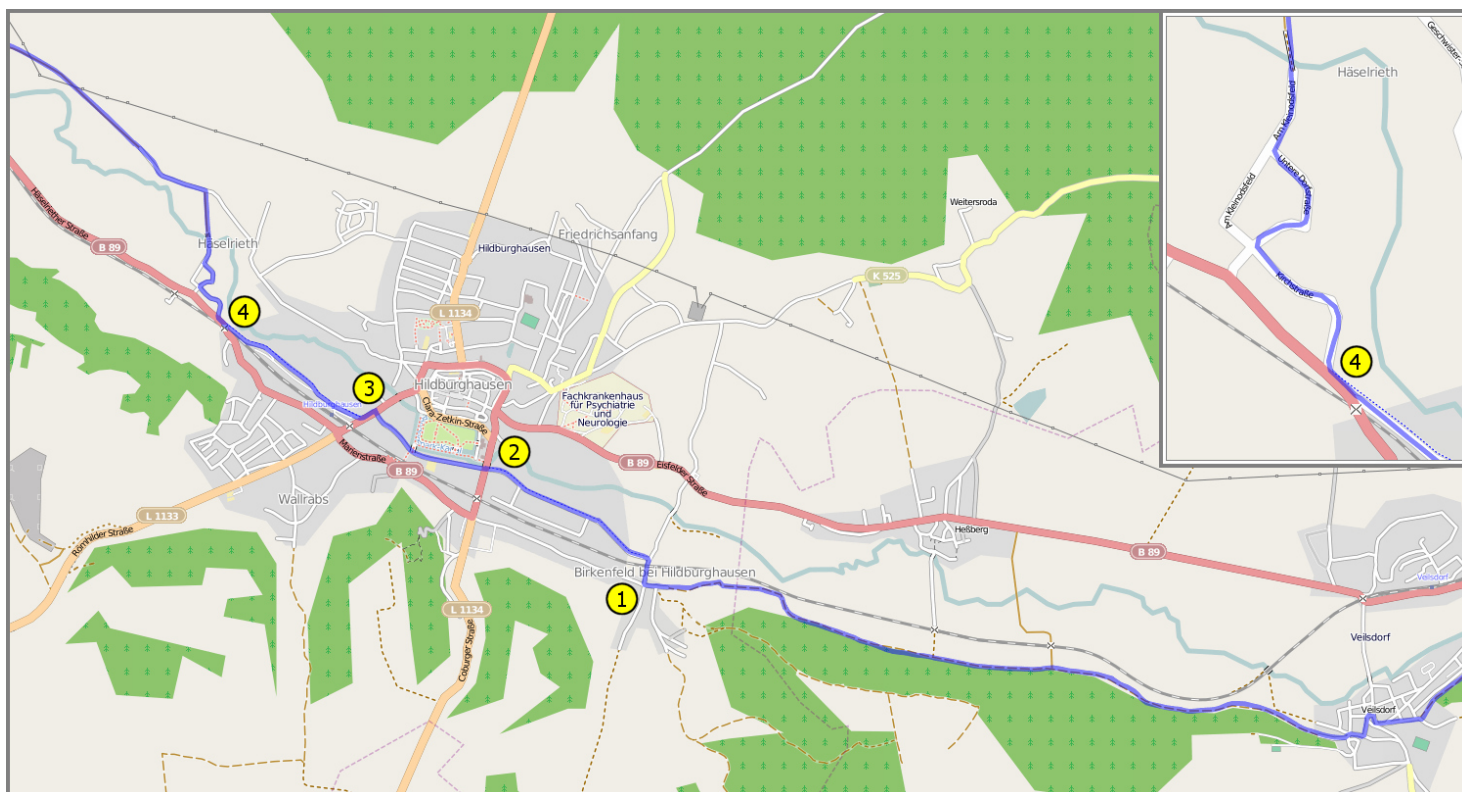 Häselriether Straße
B 89
Häselrieth
4
3
Hildburghausen
L 1134
Hildburghausen
Friedrichsanfang
Hildburghausen
Clara-Zetkin-Straße
Fachkrankenhaus
für Psychiatrie
und
Neurologie
2
Marienstraße
B 89
Wallrabs
L 1133
Römhilder Straße
L 1134
Coburger Straße
B 89
Eisfelder Straße
Birkenfeld bei Hildburghausen
1
Weitersroda
K 525
Heßberg
B 89
Veilsdorf
Veilsdorf
Veilsdorf
Häselrieth
Am Kleinodsfeld
Untere Dorfstraße
Am Kleinodsfeld
Kirchstraße
4